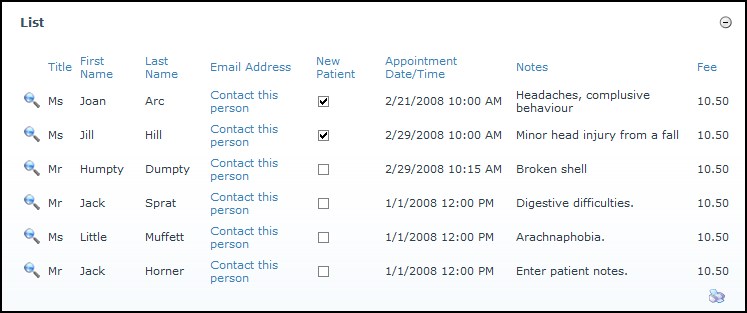 List
Title First Name Last Name Email Address New Patient Appointment Date/Time Notes Fee
Ms Joan Arc Contact this person 2/21/2008 10:00 AM Headaches, complusive behaviour 10.50
Ms Jill Hill Contact this person 2/29/2008 10:00 AM Minor head injury from a fall 10.50
Mr Humpty Dumpty Contact this person 2/29/2008 10:15 AM Broken shell 10.50
Mr Jack Sprat Contact this person 1/1/2008 12:00 PM Digestive difficulties. 10.50
Ms Little Muffett Contact this person 1/1/2008 12:00 PM Arachnaphobia. 10.50
Mr Jack Horner Contact this person 1/1/2008 12:00 PM Enter patient notes. 10.50